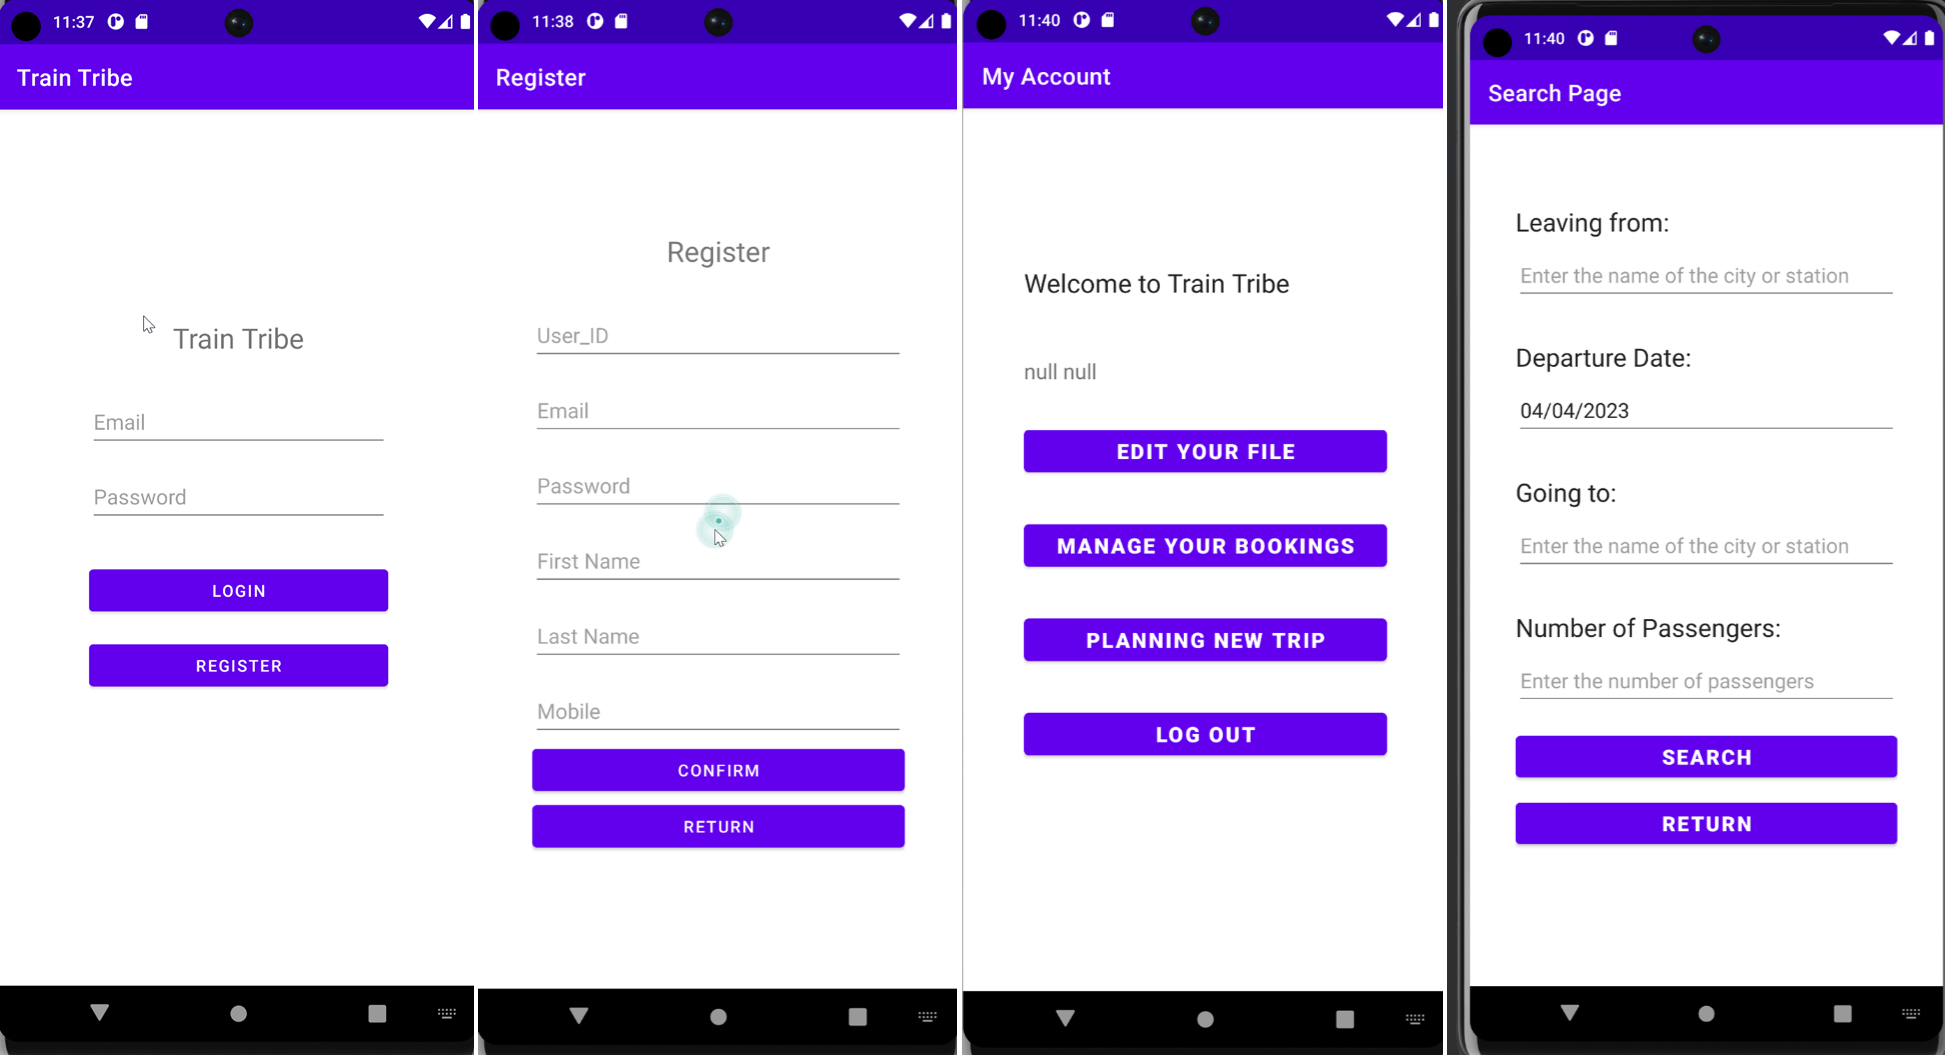 11:37
Train Tribe
Train Tribe
Email
Password
LOGIN
REGISTER
11:38
Register
Register
User_ID
Email
Password
First Name
Last Name
Mobile
CONFIRM
RETURN
11:40
My Account
Welcome to Train Tribe
null null
EDIT YOUR FILE
MANAGE YOUR BOOKINGS
PLANNING NEW TRIP
LOG OUT
11:40
Search Page
Leaving from:
Enter the name of the city or station
Departure Date:
04/04/2023
Going to:
Enter the name of the city or station
Number of Passengers:
Enter the number of passengers
SEARCH
RETURN